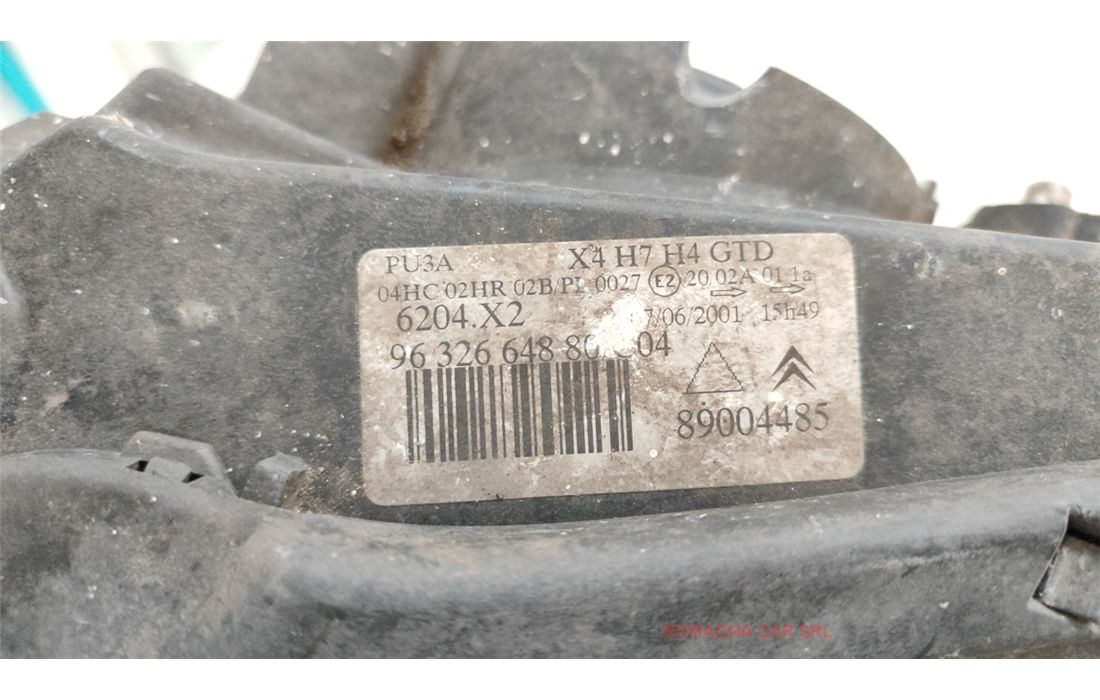 PU3A X4 H7 H4 GTD
04HC 02HR 02B/PL 0027 E2 20 02A 01 1a
6204.X2 7/06/2001 15h49
96 326 648 80 C04
89004485
ROMAGNA CAR SRL